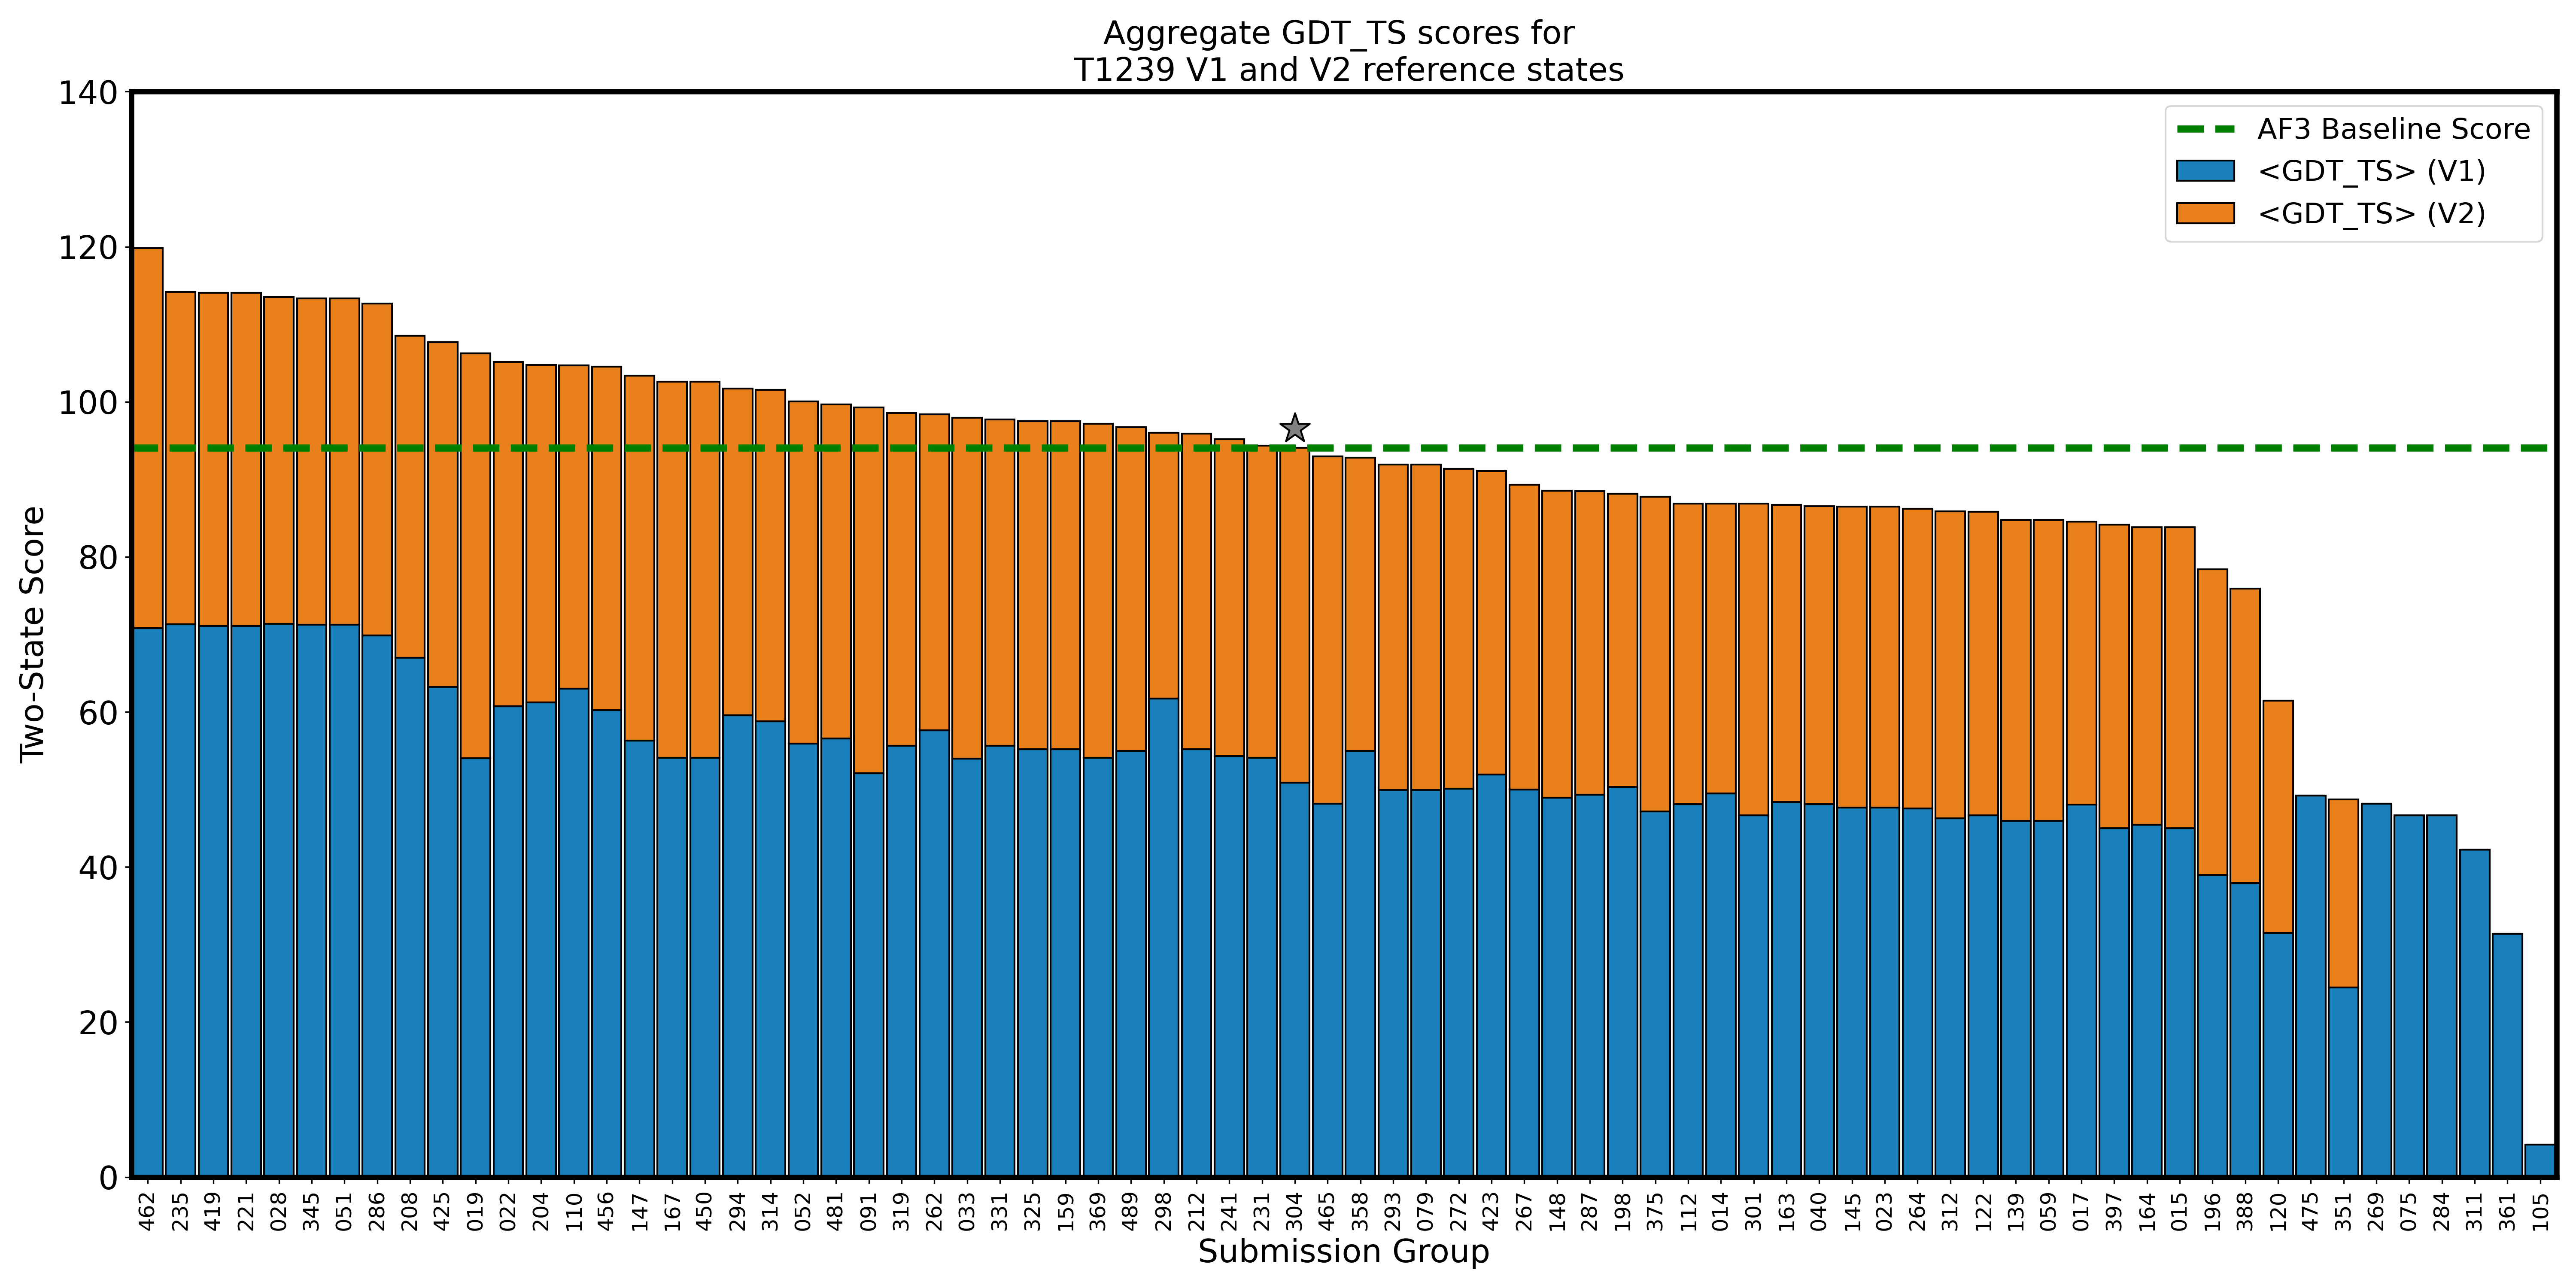 Aggregate GDT_TS scores for
T1239 V1 and V2 reference states
140
120
100
80
60
40
20
0
Two-State Score
AF3 Baseline Score
<GDT_TS> (V1)
<GDT_TS> (V2)
462 235 419 221 028 345 051 286 208 425 019 022 204 110 456 147 167 450 294 314 052 481 091 319 262 033 331 325 159 369 489 298 212 241 231 304 465 358 293 079 272 423 267 148 287 198 375 112 014 301 163 040 145 023 264 312 122 139 059 017 397 164 015 196 388 120 475 351 269 075 284 311 361 105
Submission Group